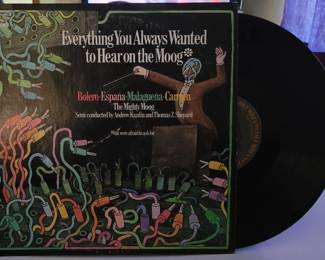 Everything You Always Wanted
to Hear on the Moog*
Bolero·España·Malagueña·Carmen
The Mighty Moog
Semi-conducted by Andrew Kazdin and Thomas Z. Shepard
*but were afraid to ask for